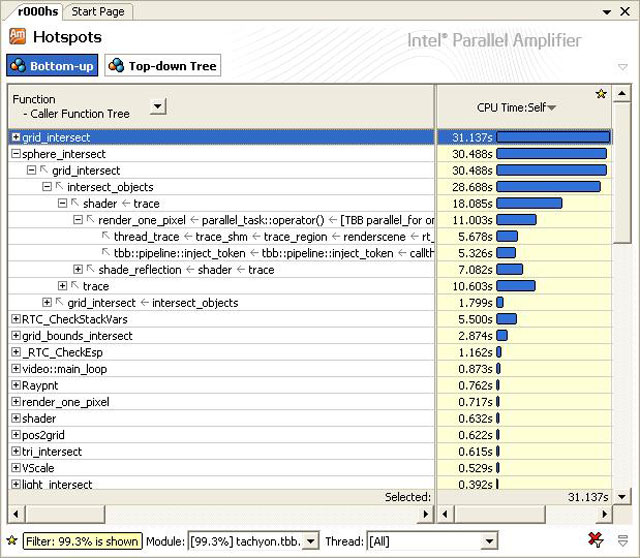 r000hs Start Page
Hotspots
Intel® Parallel Amplifier
Bottom-up Top-down Tree
Function
- Caller Function Tree
CPU Time:Self
grid_intersect 31.137s
sphere_intersect 30.488s
grid_intersect 30.488s
intersect_objects 28.688s
shader ← trace 18.085s
render_one_pixel ← parallel_task::operator() ← [TBB parallel_for on 11.003s
thread_trace ← trace_shm ← trace_region ← renderscene ← rt_ 5.678s
tbb::pipeline::inject_token ← tbb::pipeline::inject_token ← callth 5.326s
shade_reflection ← shader ← trace 7.082s
trace 10.603s
grid_intersect ← intersect_objects 1.799s
RTC_CheckStackVars 5.500s
grid_bounds_intersect 2.874s
_RTC_CheckEsp 1.162s
video::main_loop 0.873s
Raypnt 0.762s
render_one_pixel 0.717s
shader 0.632s
pos2grid 0.622s
tri_intersect 0.615s
VScale 0.529s
light_intersect 0.392s
Selected: 31.137s
Filter: 99.3% is shown Module: [99.3%] tachyon.tbb. Thread: [All]